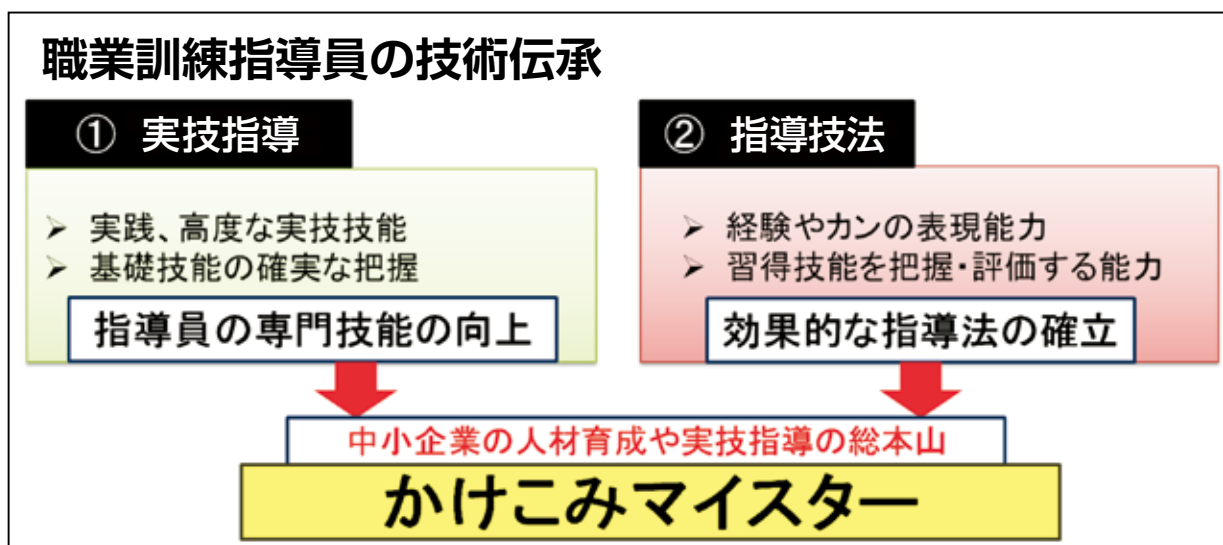 職業訓練指導員の技術伝承
① 実技指導
➢ 実践、高度な実技技能
➢ 基礎技能の確実な把握
指導員の専門技能の向上
② 指導技法
➢ 経験やカンの表現能力
➢ 習得技能を把握・評価する能力
効果的な指導法の確立
中小企業の人材育成や実技指導の総本山
かけこみマイスター